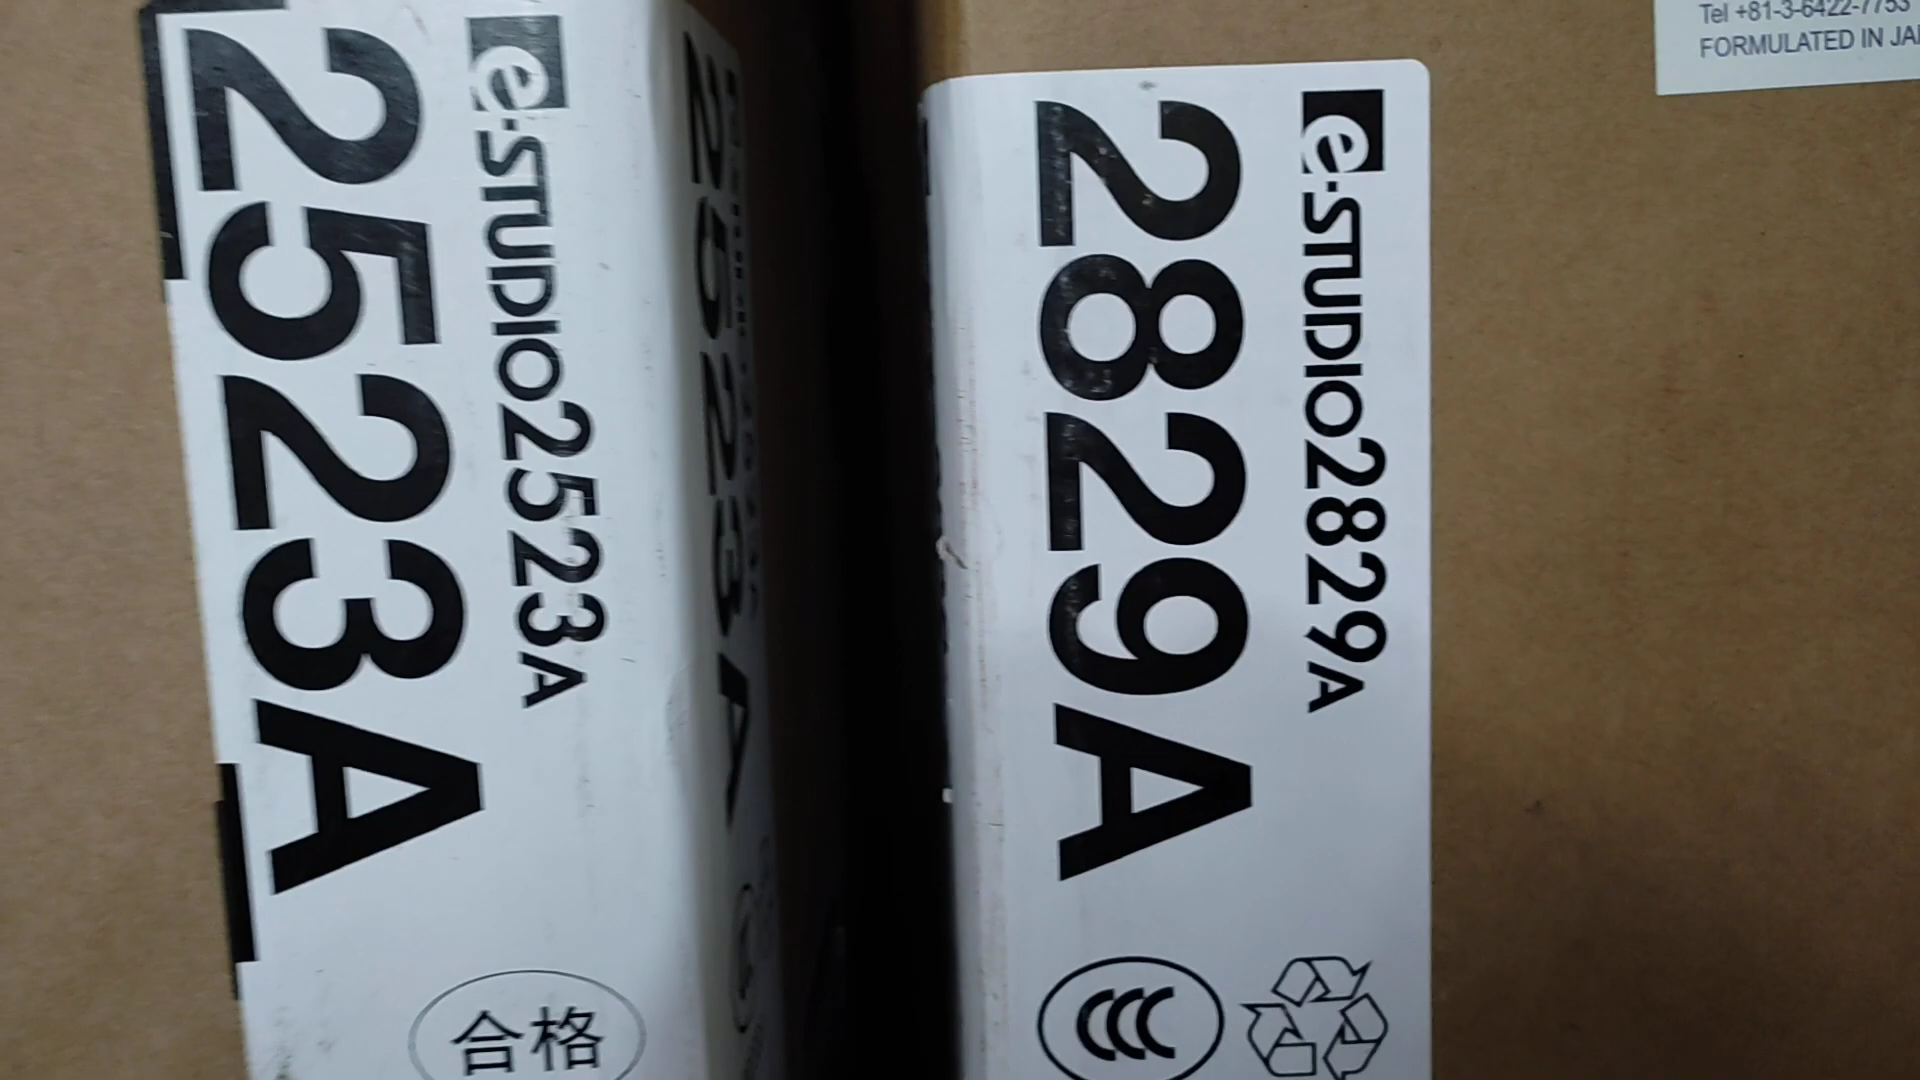 e-STUDIO2523A
2523A
合格
2523A
e-STUDIO2829A
2829A
CCC
Tel +81-3-6422-7753
FORMULATED IN JA